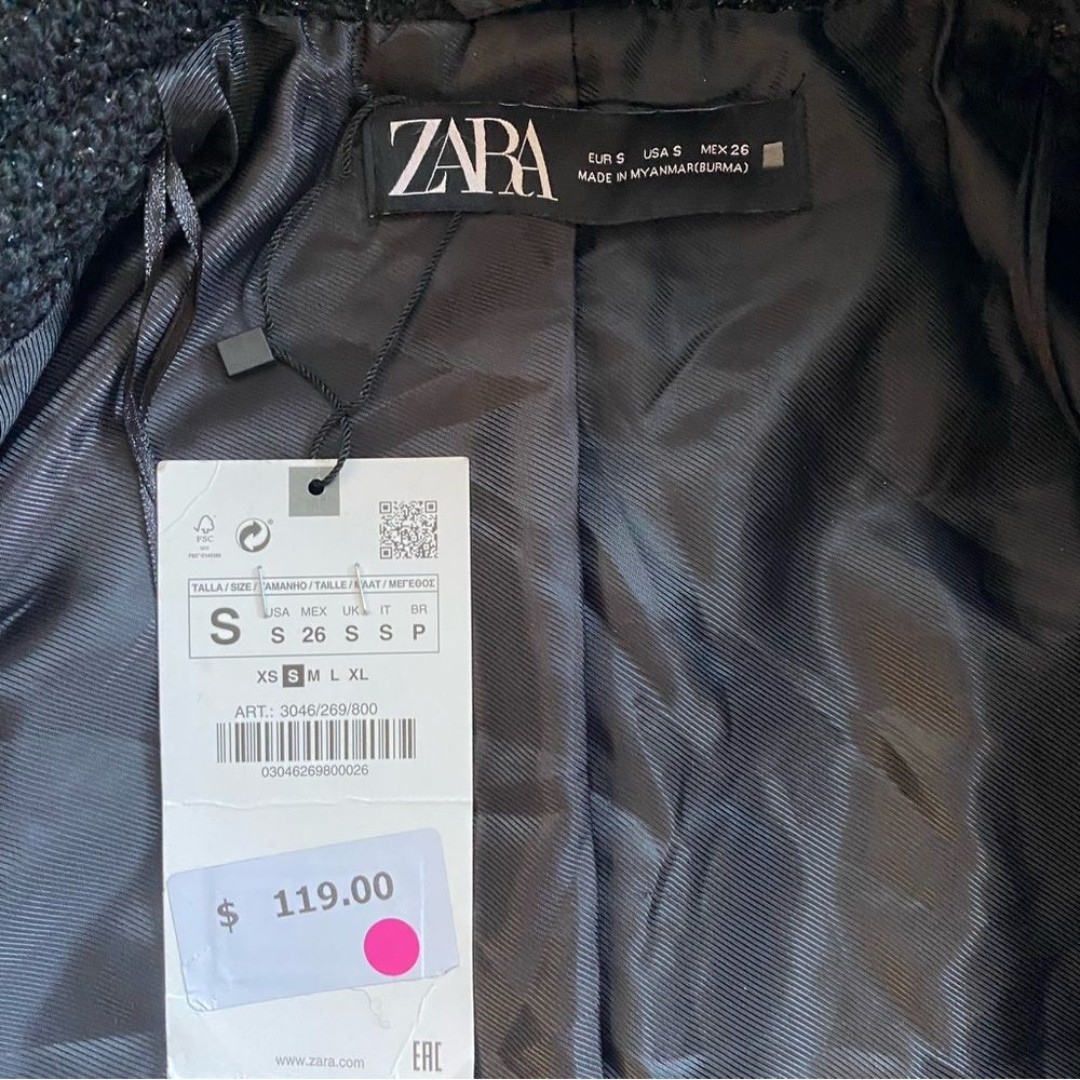 ZARA
EUR S USA S MEX 26
MADE IN MYANMAR(BURMA)
FSC
TALLA / SIZE / TAMANHO / TAILLE / MAAT / ΜΕΓΕΘΟΣ
S
USA MEX UK IT BR
S 26 S S P
XS S M L XL
ART.: 3046/269/800
03046269800026
$ 119.00
www.zara.com
EAC